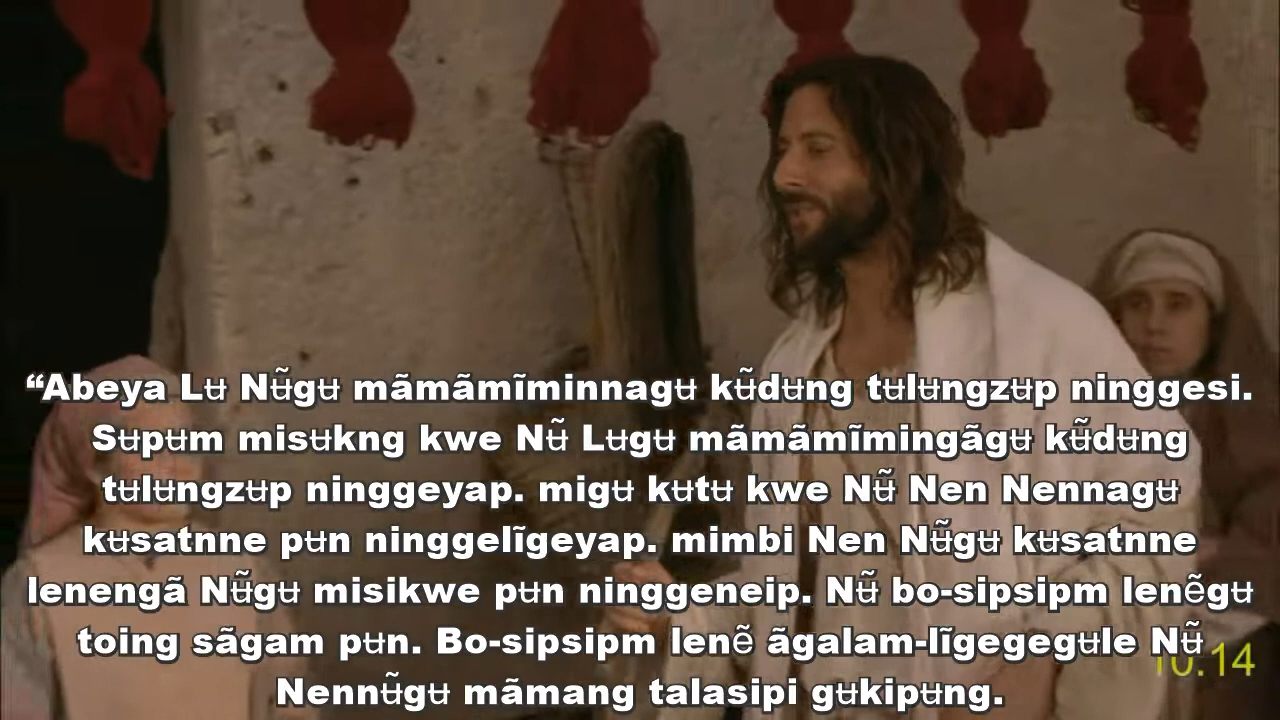 “Abeya Lʉ Nʉ̃gʉ mãmãmĩminnagʉ kʉ̃dʉng tʉlʉngzʉp ninggesi.
Sʉpʉm misʉkng kwe Nʉ̃ Lʉgʉ mãmãmĩmingãgʉ kʉ̃dʉng
tʉlʉngzʉp ninggeyap. migʉ kʉtʉ kwe Nʉ̃ Nen Nennagʉ
kʉsatnne pʉn ninggelĩgeyap. mimbi Nen Nʉ̃gʉ kʉsatnne
lenengã Nʉ̃gʉ misikwe pʉn ninggeneip. Nʉ̃ bo-sipsipm lenẽgʉ
toing sãgam pʉn. Bo-sipsipm lenẽ ãgalam-lĩgegegʉle Nʉ̃
Nennʉ̃gʉ mãmang talasipi gʉkipʉng.
10.14